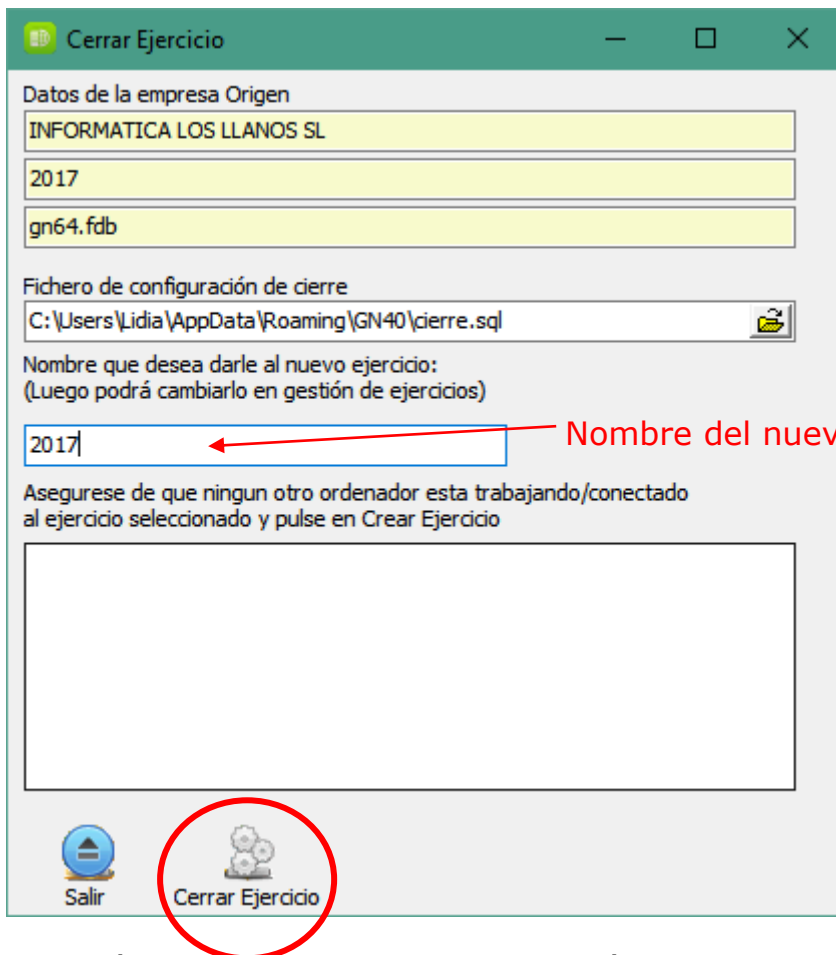 Cerrar Ejercicio
Datos de la empresa Origen
INFORMATICA LOS LLANOS SL
2017
gn64.fdb
Fichero de configuración de cierre
C:\Users\Lidia\AppData\Roaming\GN40\cierre.sql
Nombre que desea darle al nuevo ejercicio:
(Luego podrá cambiarlo en gestión de ejercicios)
2017
Nombre del nuev
Asegurese de que ningun otro ordenador esta trabajando/conectado
al ejercicio seleccionado y pulse en Crear Ejercicio
Salir
Cerrar Ejercicio